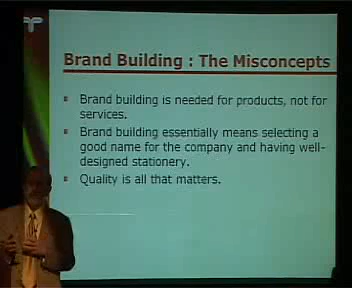 Brand Building : The Misconcepts
Brand building is needed for products, not for
services.
Brand building essentially means selecting a
good name for the company and having well-
designed stationery.
Quality is all that matters.